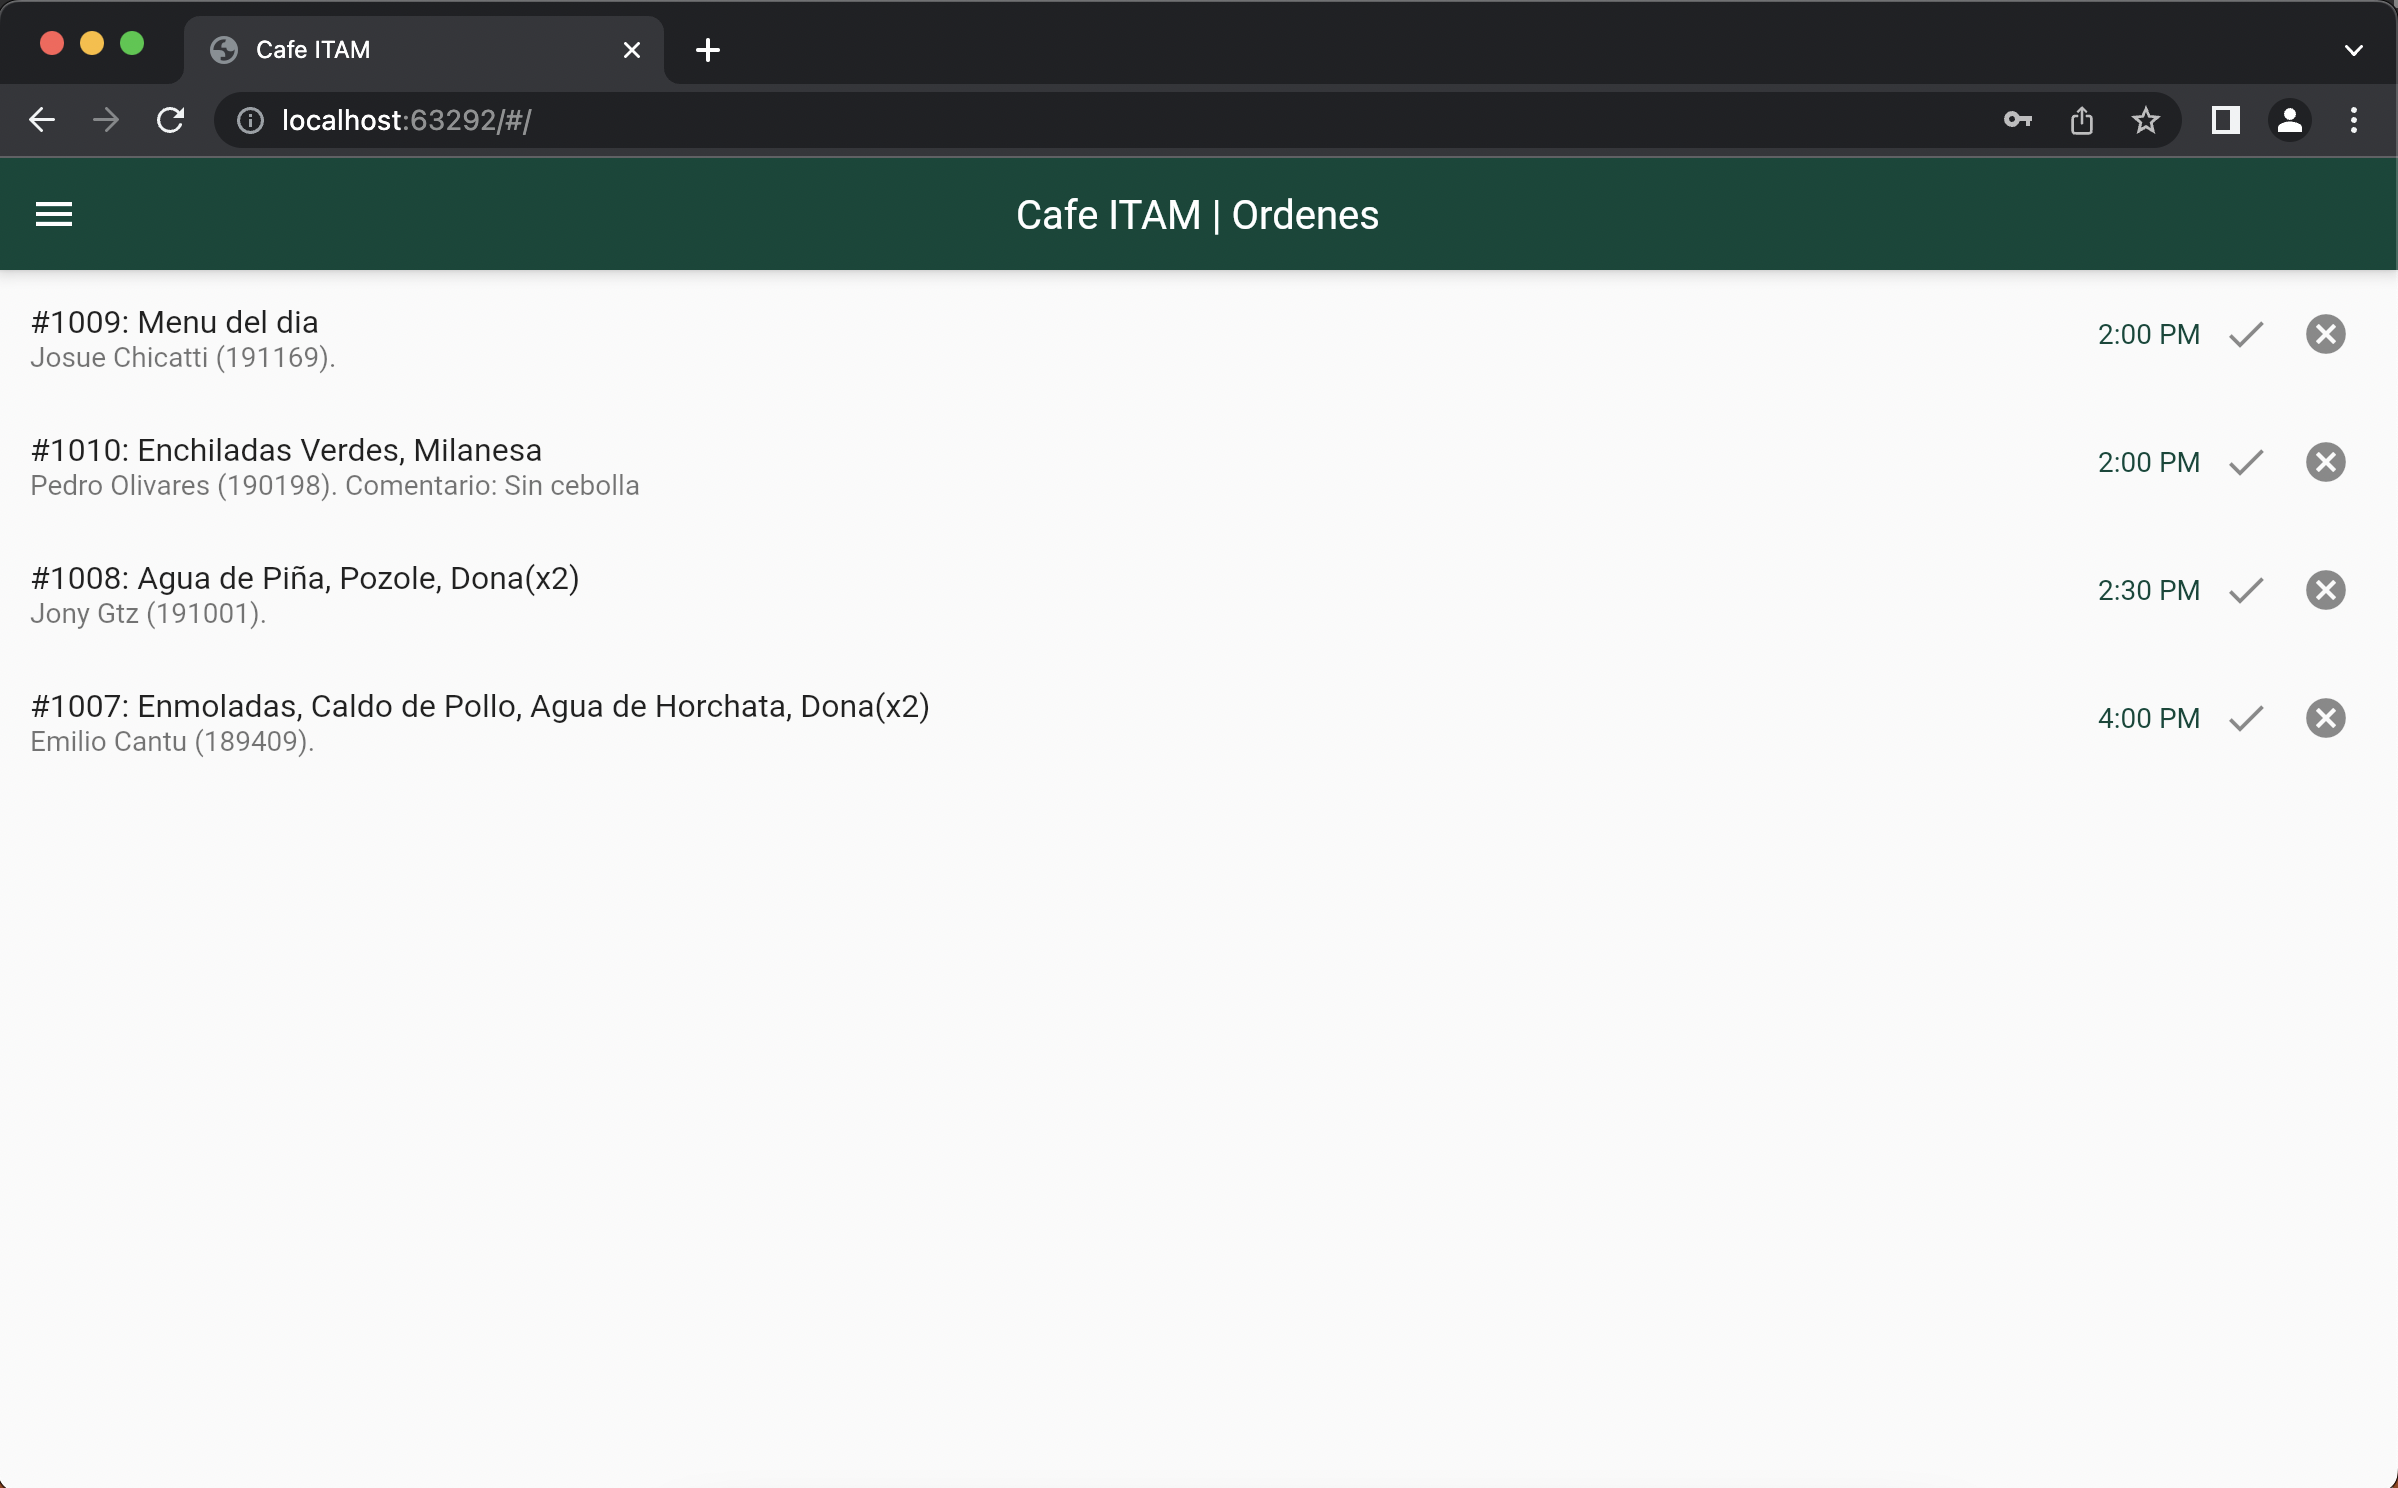 Cafe ITAM
localhost:63292/#/
Cafe ITAM | Ordenes
#1009: Menu del dia
Josue Chicatti (191169).
2:00 PM
#1010: Enchiladas Verdes, Milanesa
Pedro Olivares (190198). Comentario: Sin cebolla
2:00 PM
#1008: Agua de Piña, Pozole, Dona(x2)
Jony Gtz (191001).
2:30 PM
#1007: Enmoladas, Caldo de Pollo, Agua de Horchata, Dona(x2)
Emilio Cantu (189409).
4:00 PM